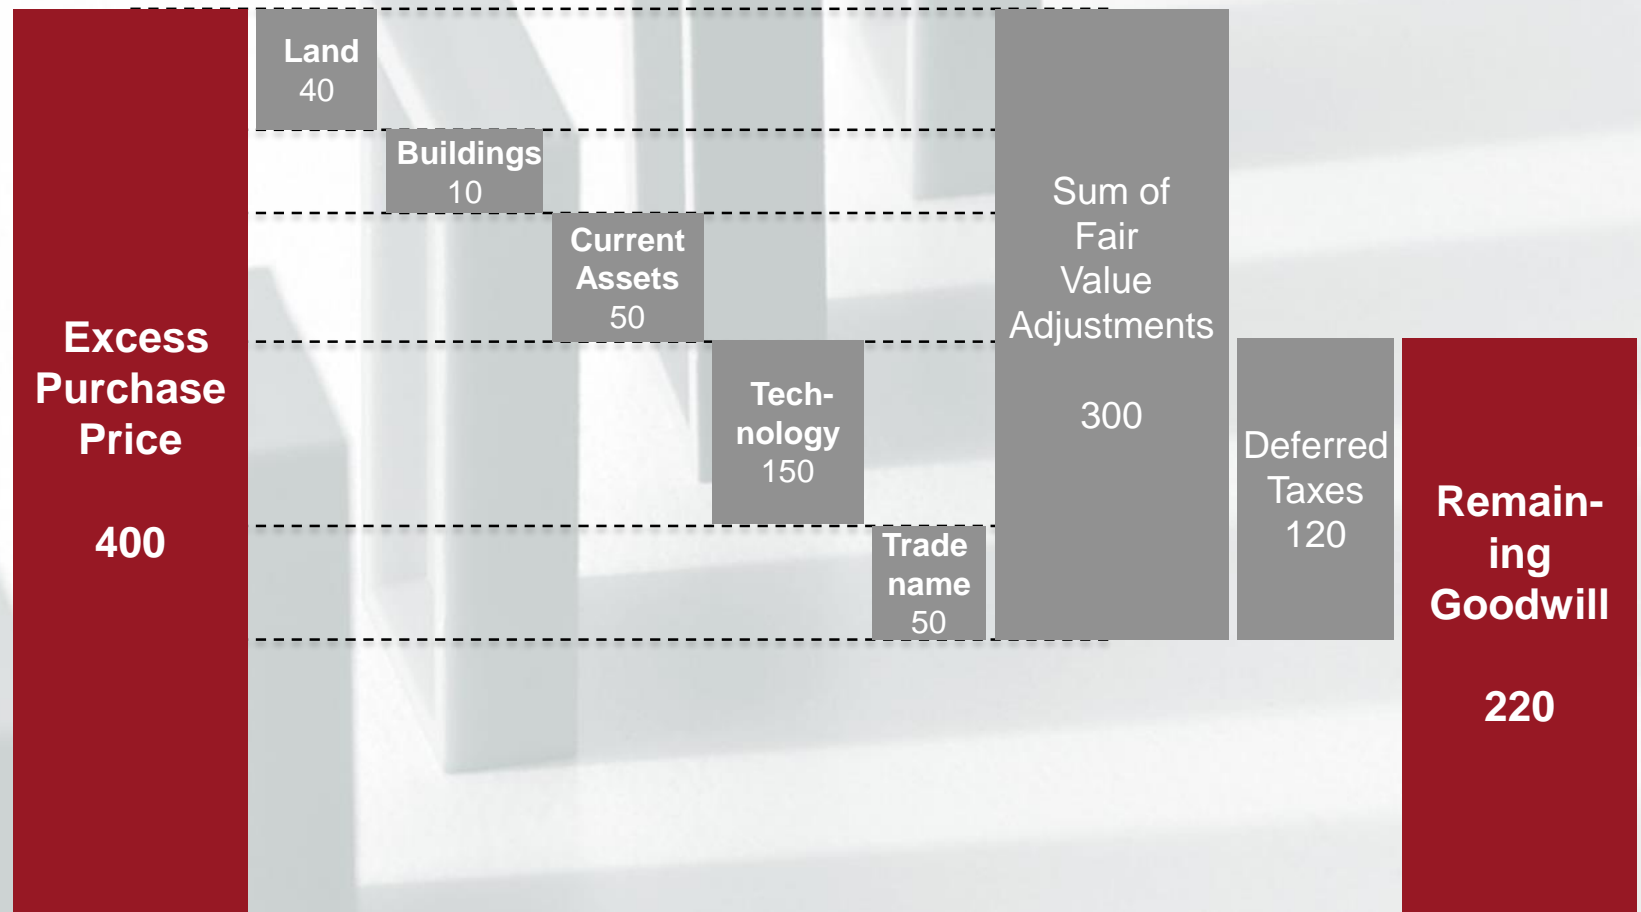 Excess
Purchase
Price
400
Land
40
Buildings
10
Current
Assets
50
Tech-
nology
150
Trade
name
50
Sum of
Fair
Value
Adjustments
300
Deferred
Taxes
120
Remain-
ing
Goodwill
220